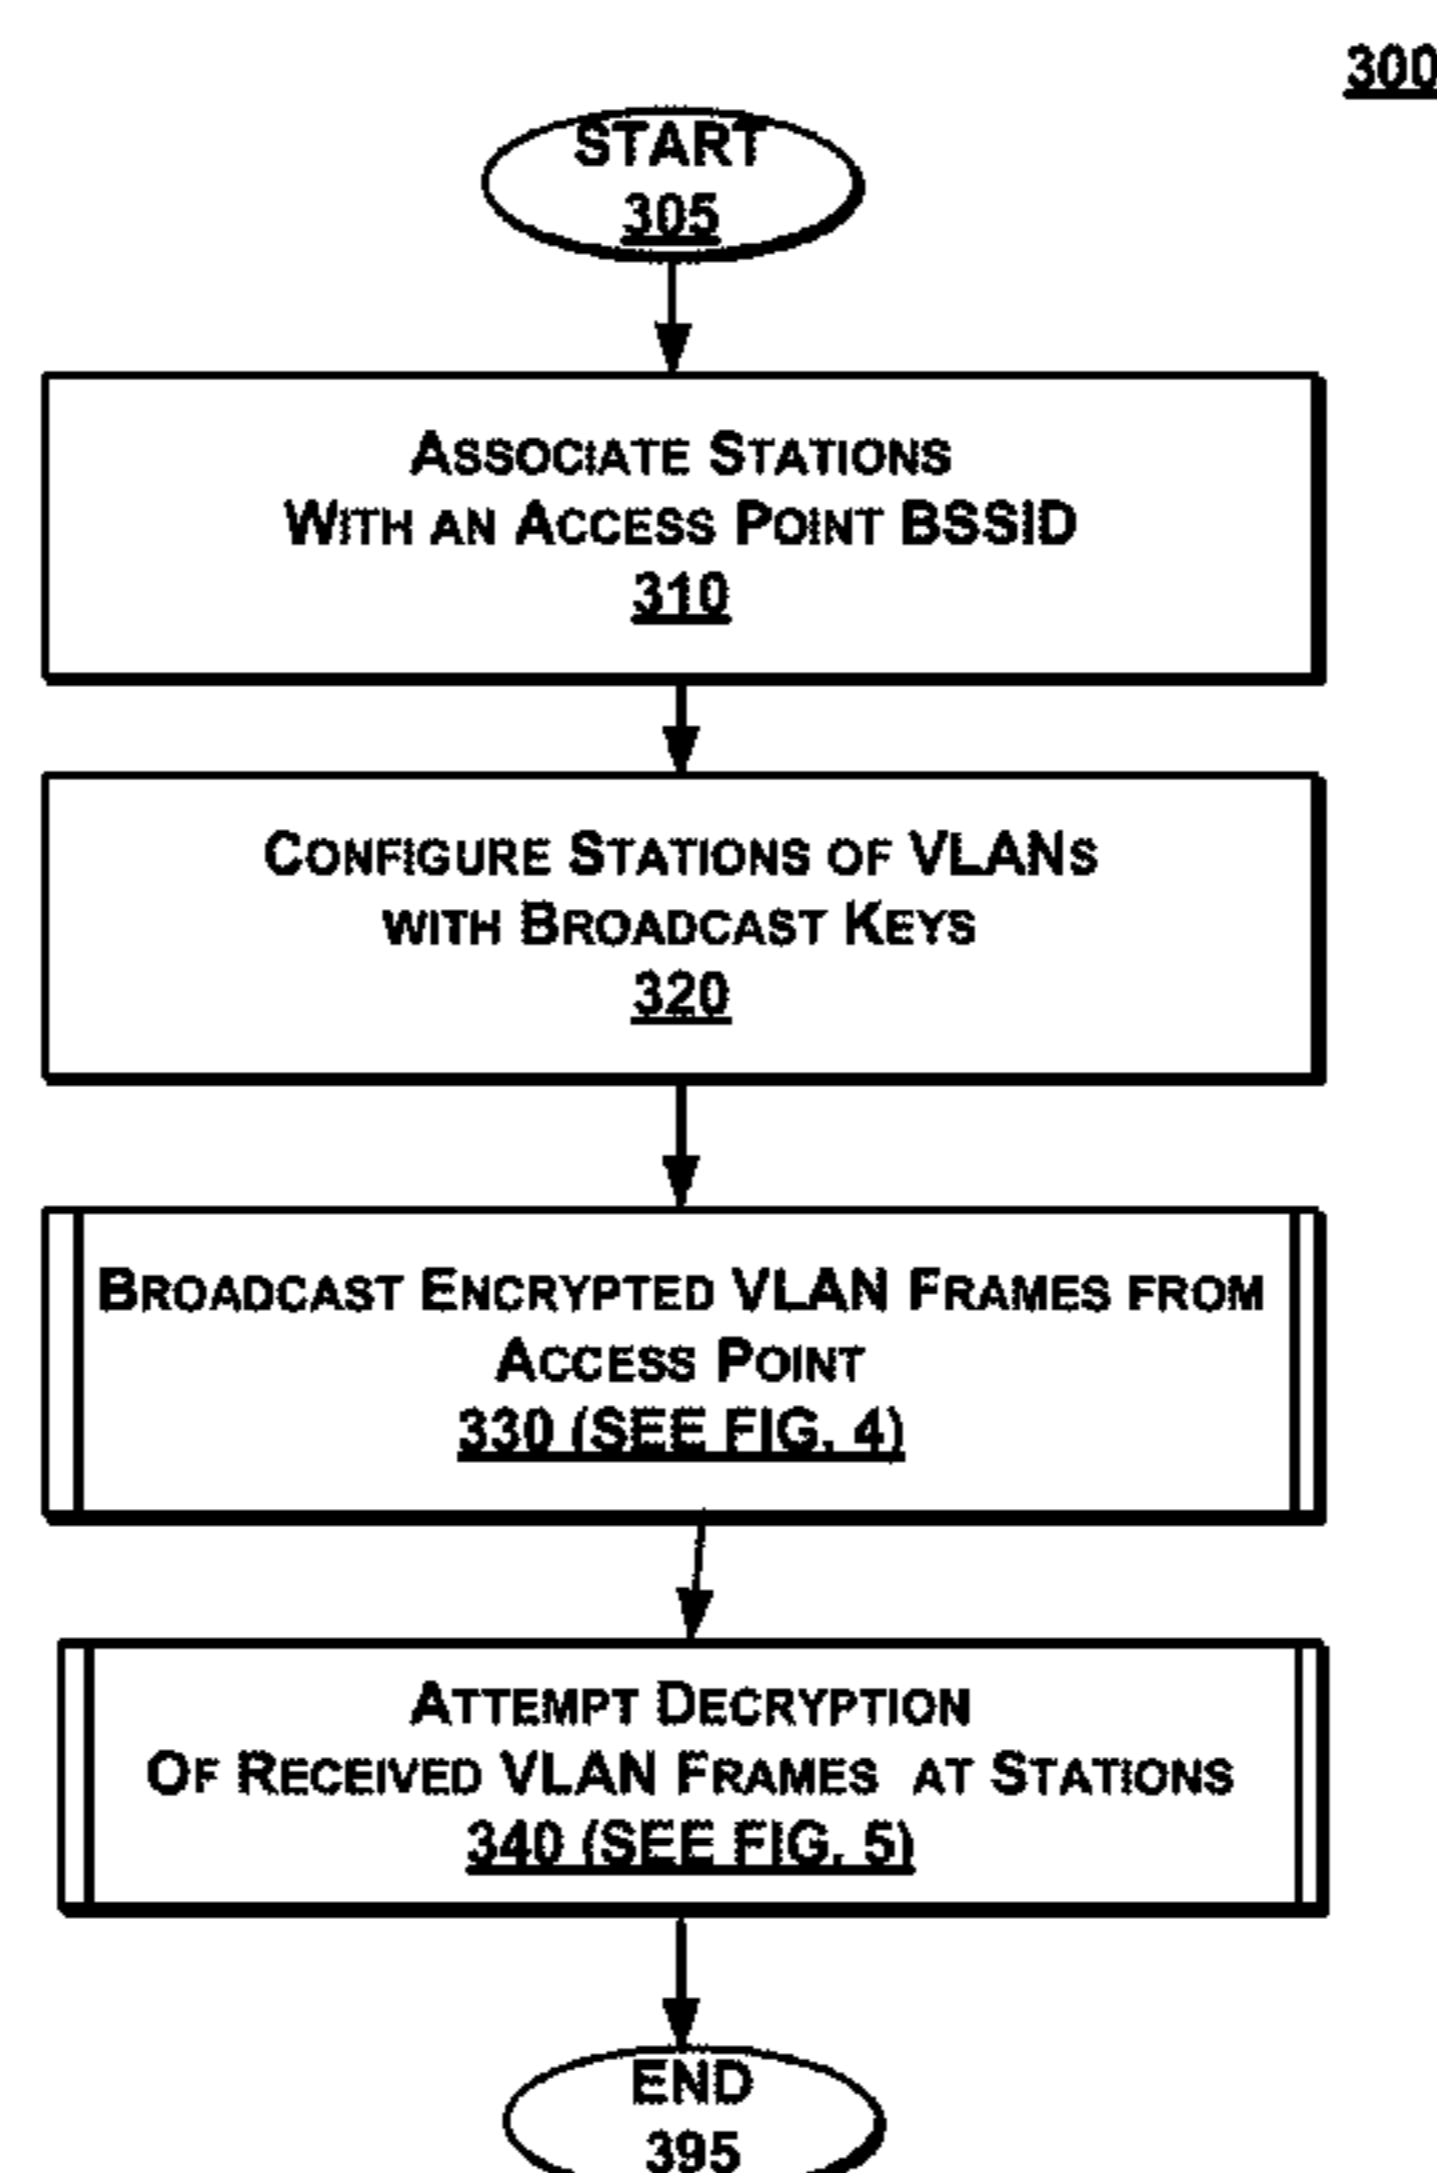 300
START
305
ASSOCIATE STATIONS
WITH AN ACCESS POINT BSSID
310
CONFIGURE STATIONS OF VLANS
WITH BROADCAST KEYS
320
BROADCAST ENCRYPTED VLAN FRAMES FROM
ACCESS POINT
330 (SEE FIG. 4)
ATTEMPT DECRYPTION
OF RECEIVED VLAN FRAMES AT STATIONS
340 (SEE FIG. 5)
END
395